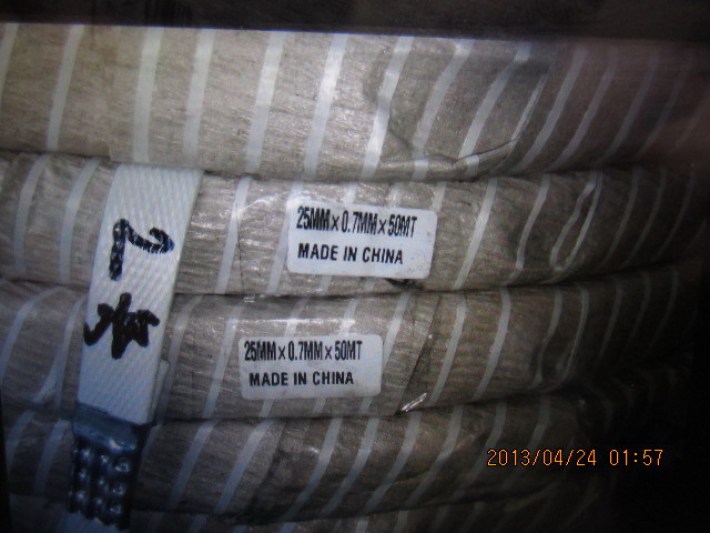 25MM x 0.7MM x 50MT
MADE IN CHINA
25MM x 0.7MM x 50MT
MADE IN CHINA
2013/04/24 01:57